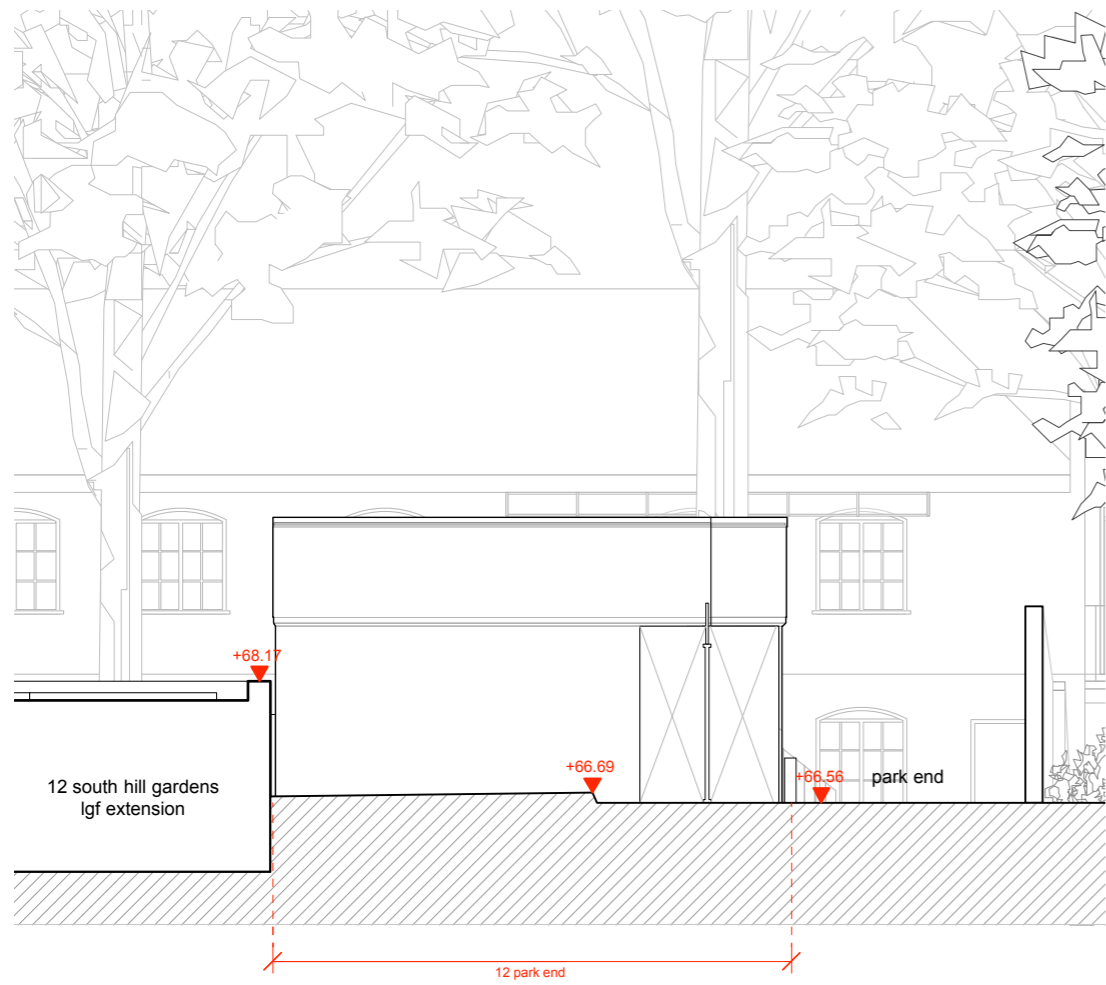 +68.17
+66.69
+66.56
park end
12 south hill gardens
lgf extension
12 park end